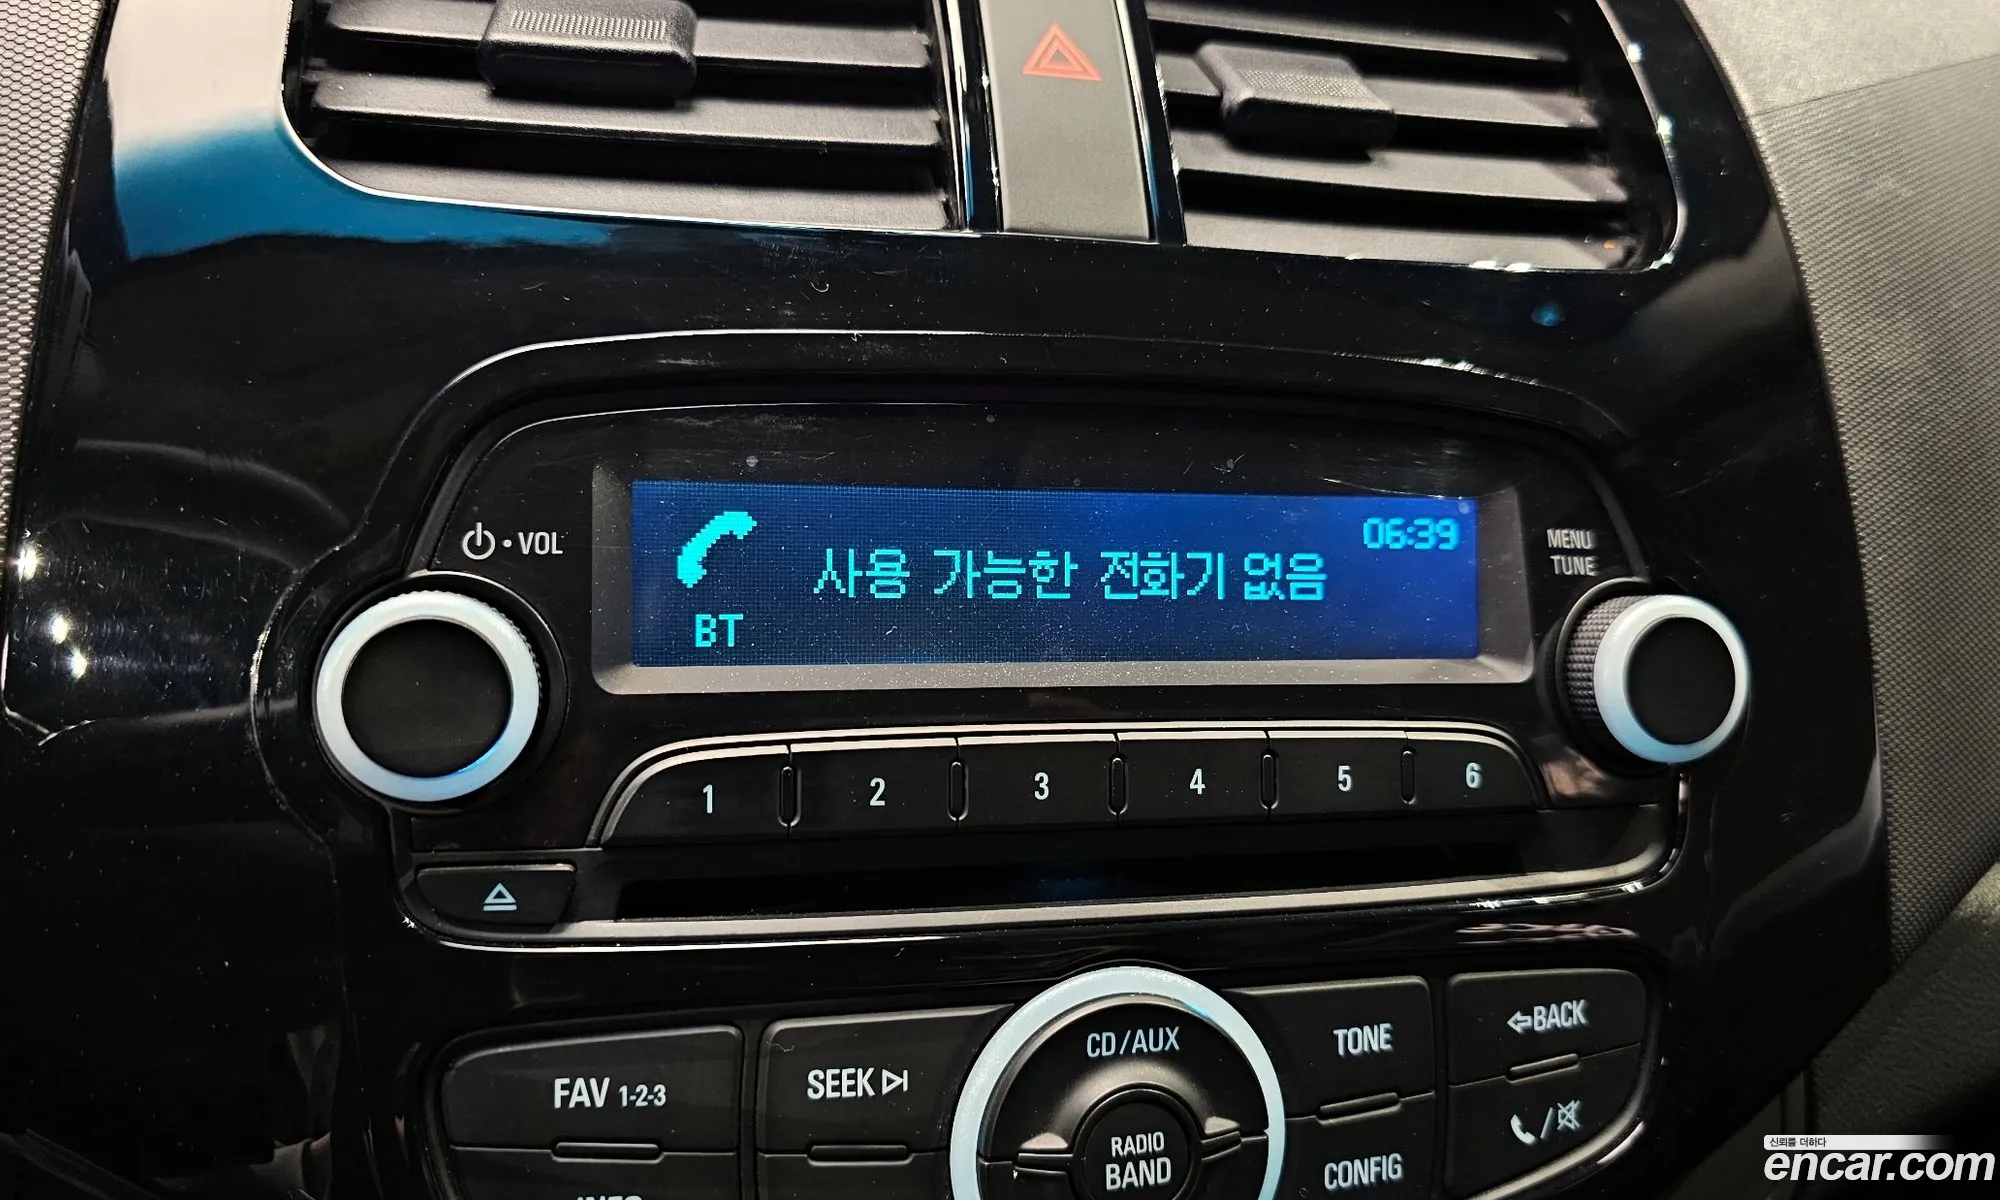 ⏻•VOL
06:39
MENU
TUNE
사용 가능한 전화기 없음
BT
1 2 3 4 5 6
CD/AUX
TONE
⇦BACK
FAV 1-2-3
SEEK
RADIO
BAND
CONFIG
INFO
신뢰를 더하다
encar.com